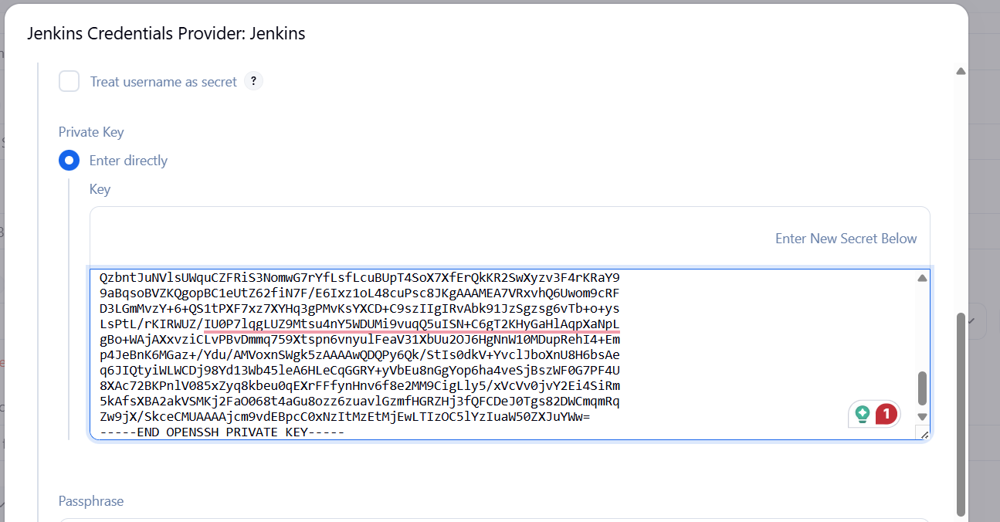 Jenkins Credentials Provider: Jenkins
Treat username as secret ?
Private Key
Enter directly
Key
Enter New Secret Below
QzbntJuNVlsUWquCZFRiS3NomwG7rYfLsfLcuBUpT4SoX7XfErQkKR2SwXyzv3F4rKRaY9
9aBqsoBVZKQgopBC1eUtZ62fiN7F/E6Ixz1oL48cuPsc8JKgAAAMEA7VRxvhQ6Uwom9cRF
D3LGmMvzY+6+QS1tPXF7xz7XYHq3gPMvKsYXCD+C9szIIgIRvAbk91JzSgzsg6vTb+o+ys
LsPtL/rKIRWUZ/IU0P7lqgLUZ9Mtsu4nY5WDUMi9vuqQ5uISN+C6gT2KHyGaHlAqpXaNpL
gBo+WAjAXxvziCLvPBvDmmq759Xtspn6vnyulFeaV31XbUu2OJ6HgNnW10MDupRehI4+Em
p4JeBnK6MGaz+/Ydu/AMVoxnSWgk5zAAAAwQDQPy6Qk/StIs0dkV+YvclJboXnU8H6bsAe
q6JIQtyiWLWCDj98Yd13Wb45leA6HLeCqGGRY+yVbEu8nGgYop6ha4veSjBszWF0G7PF4U
8XAc72BKPnlV085xZyq8kbeu0qEXrFFfynHnv6f8e2MM9CigLly5/xVcVv0jvY2Ei4SiRm
5kAfsXBA2akVSMKj2FaO068t4aGu8ozz6zuavlGzmfHGRZHj3fQFCDeJ0Tgs82DWCmqmRq
Zw9jX/SkceCMUAAAAjcm9vdEBpcC0xNzItMzEtMjEwLTIzOC5lYzIuaW50ZXJuYWw=
-----END OPENSSH PRIVATE KEY-----
1
Passphrase